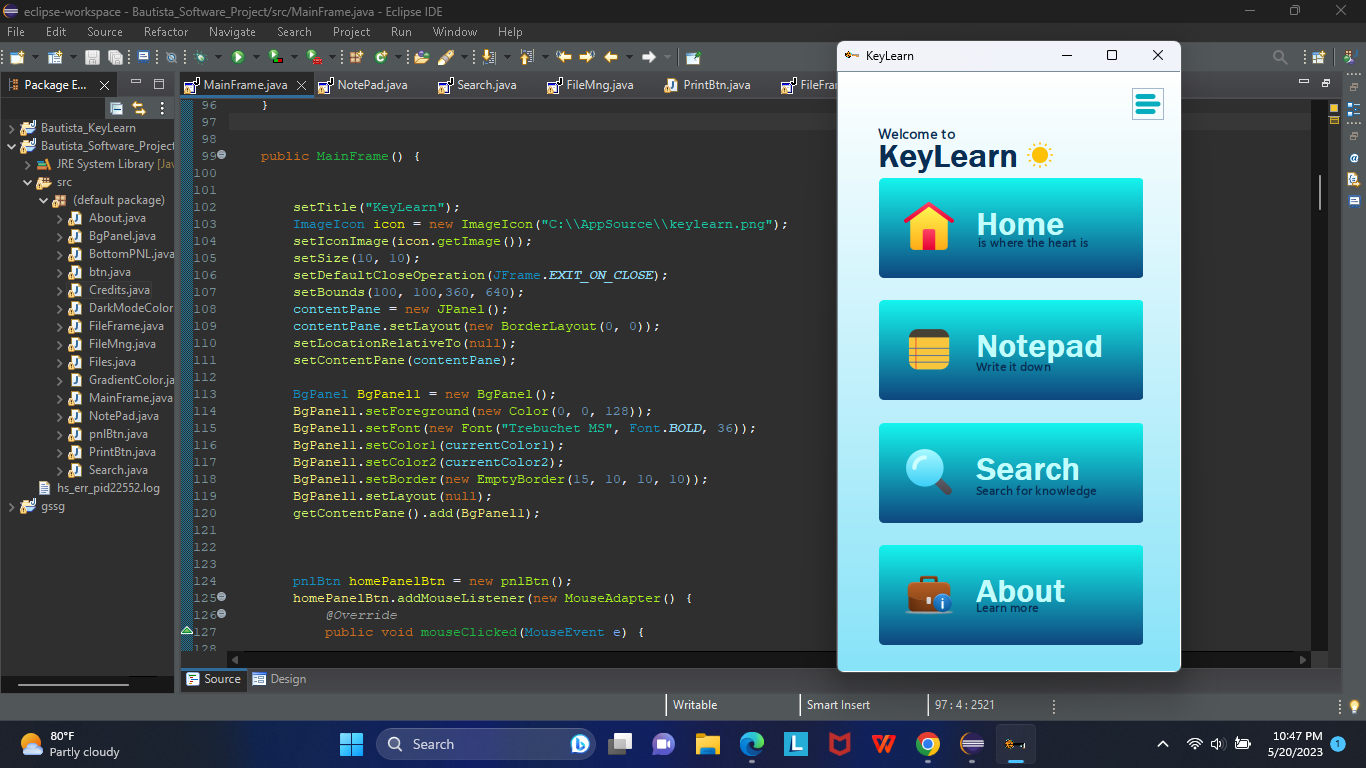 eclipse-workspace - Bautista_Software_Project/src/MainFrame.java - Eclipse IDE
File Edit Source Refactor Navigate Search Project Run Window Help
Package E...
Bautista_KeyLearn
Bautista_Software_Project
JRE System Library [Jav
src
(default package)
About.java
BgPanel.java
BottomPNL.java
btn.java
Credits.java
DarkModeColor
FileFrame.java
FileMng.java
Files.java
GradientColor.ja
MainFrame.java
NotePad.java
pnlBtn.java
PrintBtn.java
Search.java
hs_err_pid22552.log
gssg
MainFrame.java NotePad.java Search.java FileMng.java PrintBtn.java FileFra
96 }
97
98
99 public MainFrame() {
100
101
102 setTitle("KeyLearn");
103 ImageIcon icon = new ImageIcon("C:\\AppSource\\keylearn.png");
104 setIconImage(icon.getImage());
105 setSize(10, 10);
106 setDefaultCloseOperation(JFrame.EXIT_ON_CLOSE);
107 setBounds(100, 100,360, 640);
108 contentPane = new JPanel();
109 contentPane.setLayout(new BorderLayout(0, 0));
110 setLocationRelativeTo(null);
111 setContentPane(contentPane);
112
113 BgPanel BgPanel1 = new BgPanel();
114 BgPanel1.setForeground(new Color(0, 0, 128));
115 BgPanel1.setFont(new Font("Trebuchet MS", Font.BOLD, 36));
116 BgPanel1.setColor1(currentColor1);
117 BgPanel1.setColor2(currentColor2);
118 BgPanel1.setBorder(new EmptyBorder(15, 10, 10, 10));
119 BgPanel1.setLayout(null);
120 getContentPane().add(BgPanel1);
121
122
123
124 pnlBtn homePanelBtn = new pnlBtn();
125 homePanelBtn.addMouseListener(new MouseAdapter() {
126 @Override
127 public void mouseClicked(MouseEvent e) {
128
Source Design
Writable Smart Insert 97 : 4 : 2521
KeyLearn
Welcome to
KeyLearn
Home
is where the heart is
Notepad
Write it down
Search
Search for knowledge
About
Learn more
80°F
Partly cloudy
Search
10:47 PM
5/20/2023
1